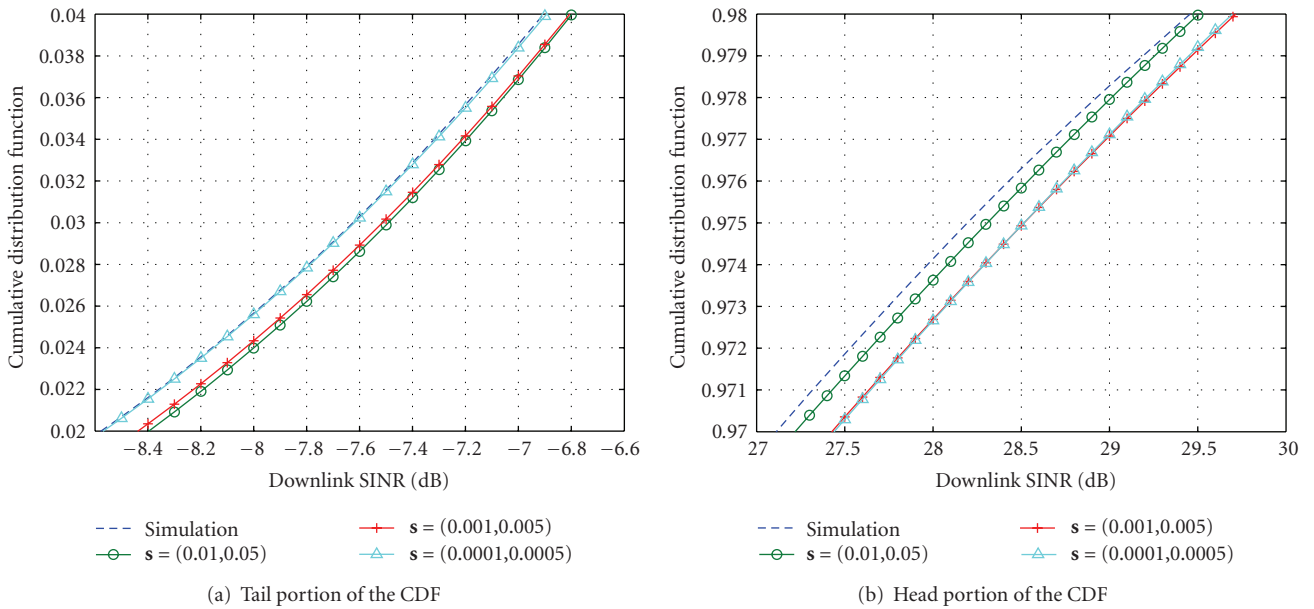 0.04
0.038
0.036
0.034
0.032
0.03
0.028
0.026
0.024
0.022
0.02
Cumulative distribution function
−8.4 −8.2 −8 −7.8 −7.6 −7.4 −7.2 −7 −6.8 −6.6
Downlink SINR (dB)
Simulation
s = (0.01,0.05)
s = (0.001,0.005)
s = (0.0001,0.0005)
(a) Tail portion of the CDF
0.98
0.979
0.978
0.977
0.976
0.975
0.974
0.973
0.972
0.971
0.97
Cumulative distribution function
27 27.5 28 28.5 29 29.5 30
Downlink SINR (dB)
Simulation
s = (0.01,0.05)
s = (0.001,0.005)
s = (0.0001,0.0005)
(b) Head portion of the CDF